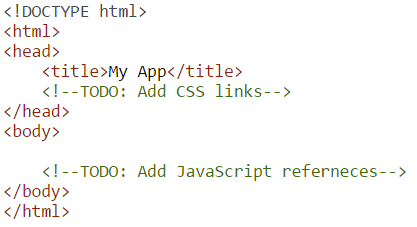 <!DOCTYPE html>
<html>
<head>
    <title>My App</title>
    <!--TODO: Add CSS links-->
</head>
<body>

    <!--TODO: Add JavaScript referneces-->
</body>
</html>